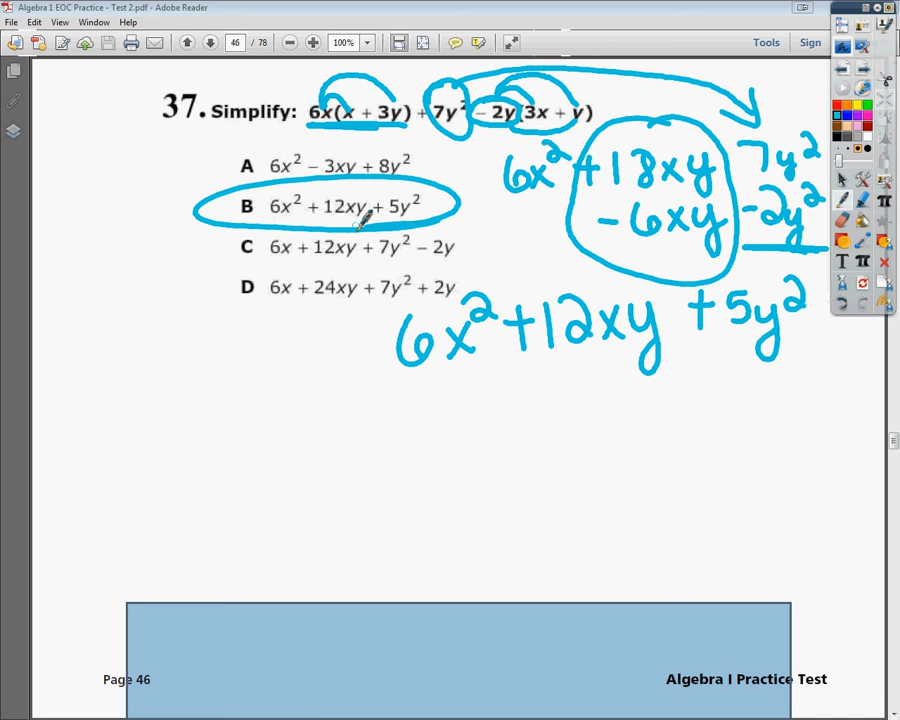 Algebra 1 EOC Practice - Test 2.pdf - Adobe Reader
File Edit View Window Help
46 / 78 100% Tools Sign
37. Simplify: 6x(x + 3y) + 7y² – 2y(3x + y)
A 6x² – 3xy + 8y²
B 6x² + 12xy + 5y²
C 6x + 12xy + 7y² – 2y
D 6x + 24xy + 7y² + 2y
6x² + 18xy 7y²
- 6xy - 2y²
6x² + 12xy + 5y²
Page 46 Algebra I Practice Test